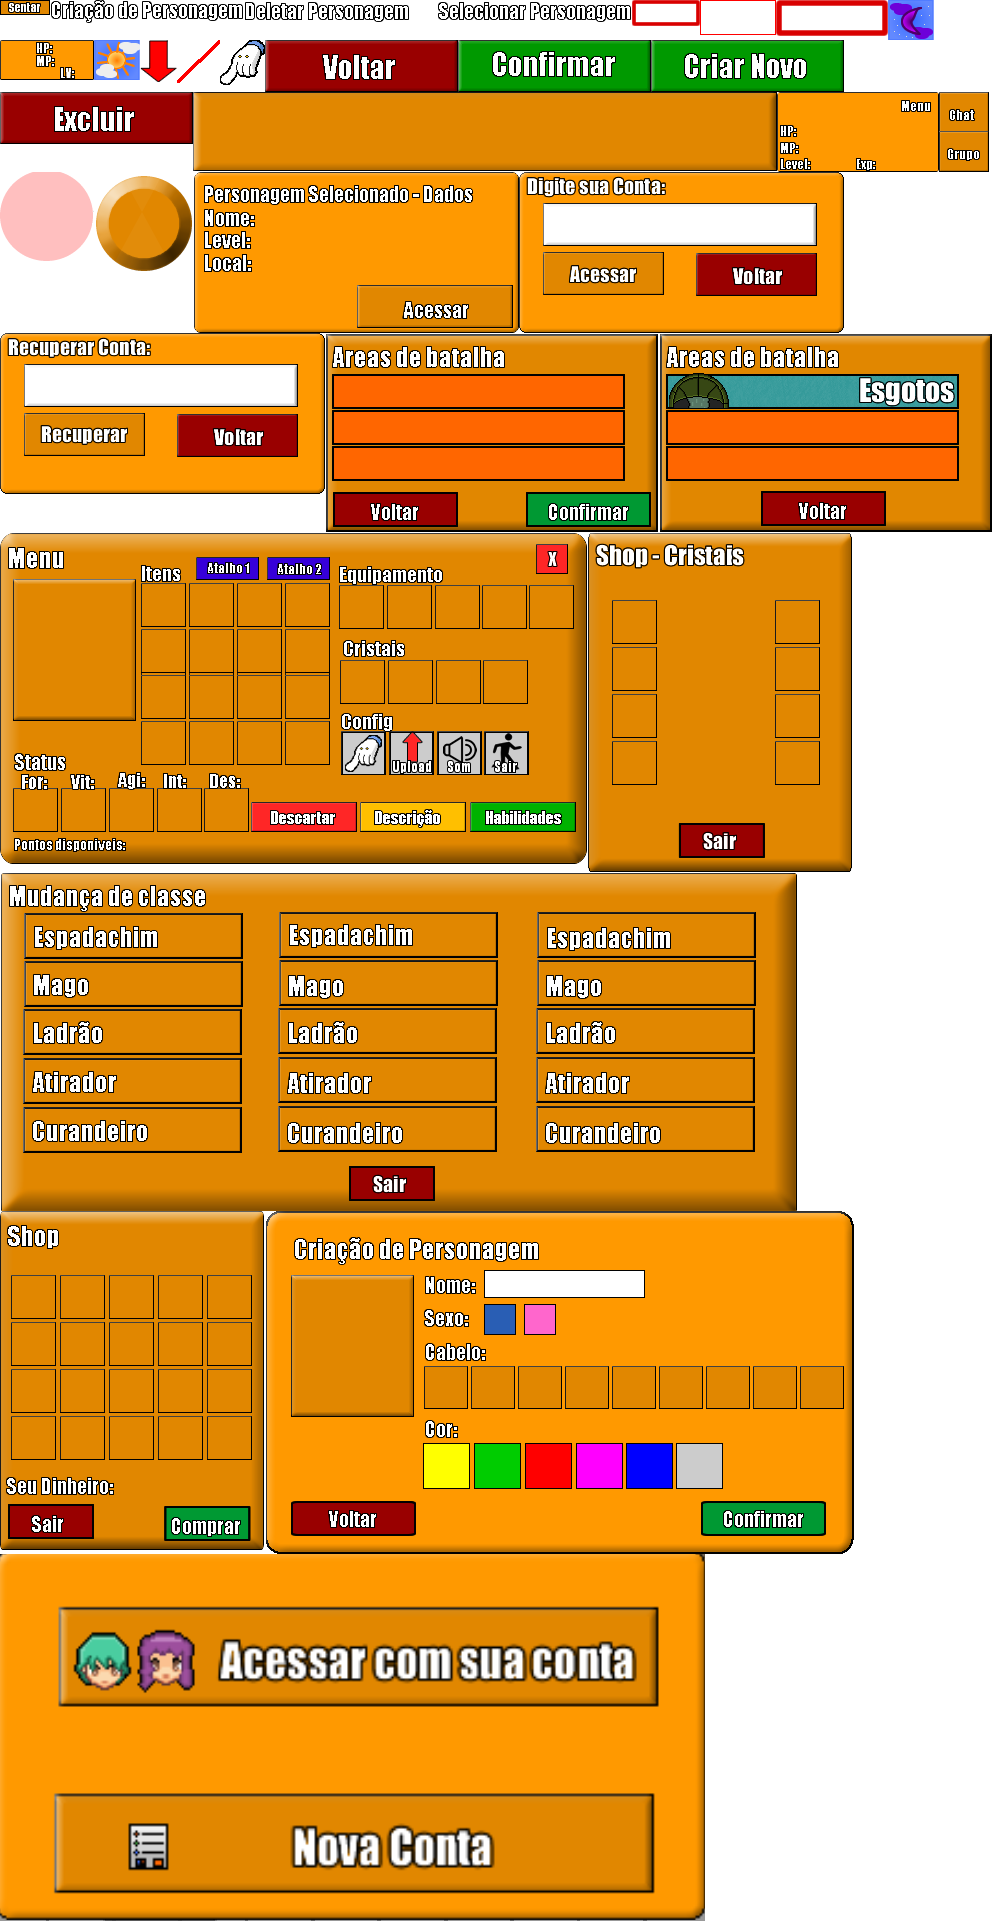 Sentar
Criação de Personagem
Deletar Personagem
Selecionar Personagem
HP:
MP:
LV:
Voltar
Confirmar
Criar Novo
Excluir
Menu
HP:
MP:
Level:
Exp:
Chat
Grupo
Personagem Selecionado - Dados
Nome:
Level:
Local:
Acessar
Digite sua Conta:
Acessar
Voltar
Recuperar Conta:
Recuperar
Voltar
Areas de batalha
Voltar
Confirmar
Areas de batalha
Esgotos
Voltar
Menu
Itens
Atalho 1
Atalho 2
Equipamento
X
Cristais
Config
Upload
Som
Sair
Status
For:
Vit:
Agi:
Int:
Des:
Descartar
Descrição
Habilidades
Pontos disponiveis:
Shop - Cristais
Sair
Mudança de classe
Espadachim
Espadachim
Espadachim
Mago
Mago
Mago
Ladrão
Ladrão
Ladrão
Atirador
Atirador
Atirador
Curandeiro
Curandeiro
Curandeiro
Sair
Shop
Seu Dinheiro:
Sair
Comprar
Criação de Personagem
Nome:
Sexo:
Cabelo:
Cor:
Voltar
Confirmar
Acessar com sua conta
Nova Conta